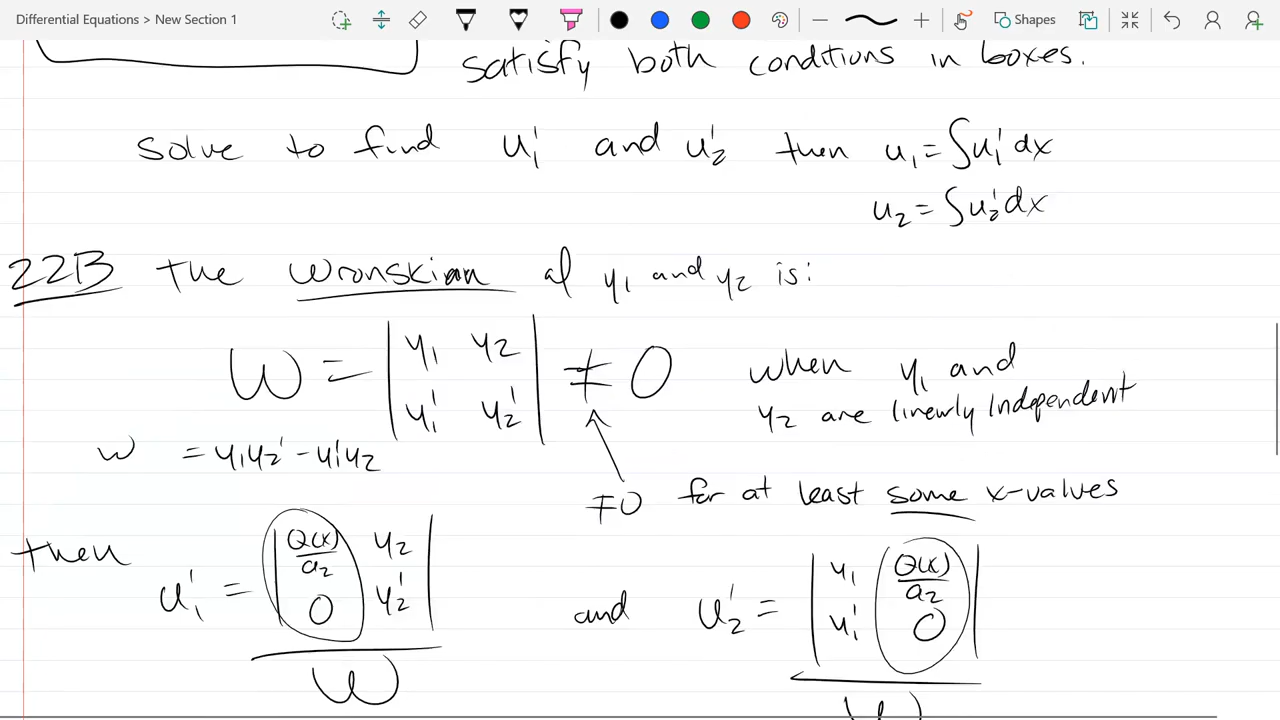 Differential Equations > New Section 1
Shapes
satisfy both conditions in boxes.
solve to find u₁' and u₂' then u₁ = ∫u₁' dx
u₂ = ∫u₂' dx
22B The Wronskian of y₁ and y₂ is:
W = | y₁ y₂ | ≠ 0 when y₁ and
| y₁' y₂' | y₂ are linearly independent
W = y₁y₂' - y₁'y₂
≠0 for at least some x-values
then u₁' = | Q(x)/a₂ y₂ | and u₂' = | y₁ Q(x)/a₂ |
| 0 y₂' | | y₁' 0 |
W W